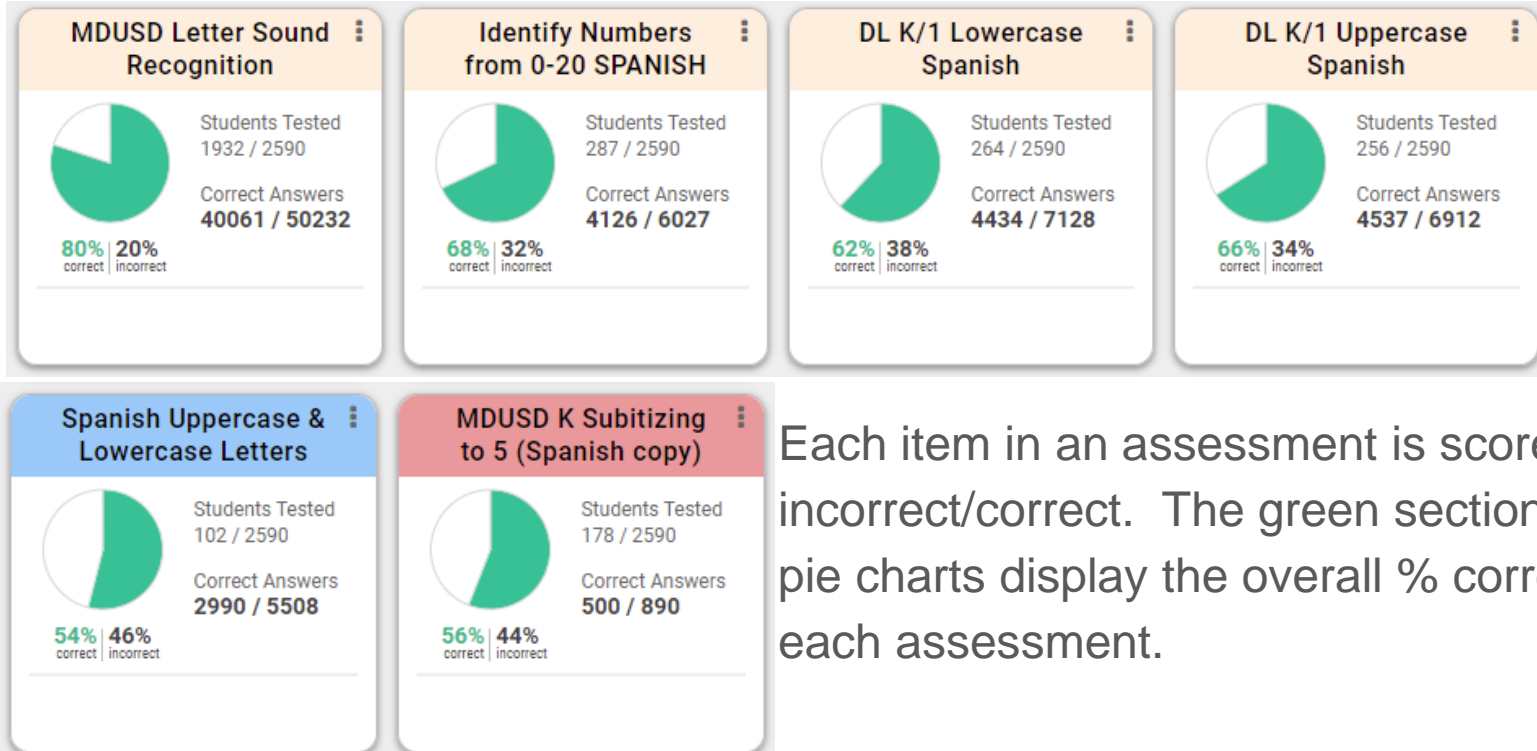 MDUSD Letter Sound
Recognition
Students Tested
1932 / 2590
Correct Answers
40061 / 50232
80% | 20%
correct | incorrect
Identify Numbers
from 0-20 SPANISH
Students Tested
287 / 2590
Correct Answers
4126 / 6027
68% | 32%
correct | incorrect
DL K/1 Lowercase
Spanish
Students Tested
264 / 2590
Correct Answers
4434 / 7128
62% | 38%
correct | incorrect
DL K/1 Uppercase
Spanish
Students Tested
256 / 2590
Correct Answers
4537 / 6912
66% | 34%
correct | incorrect
Spanish Uppercase &
Lowercase Letters
Students Tested
102 / 2590
Correct Answers
2990 / 5508
54% | 46%
correct | incorrect
MDUSD K Subitizing
to 5 (Spanish copy)
Students Tested
178 / 2590
Correct Answers
500 / 890
56% | 44%
correct | incorrect
Each item in an assessment is
incorrect/correct. The green
pie charts display the overall %
each assessment.